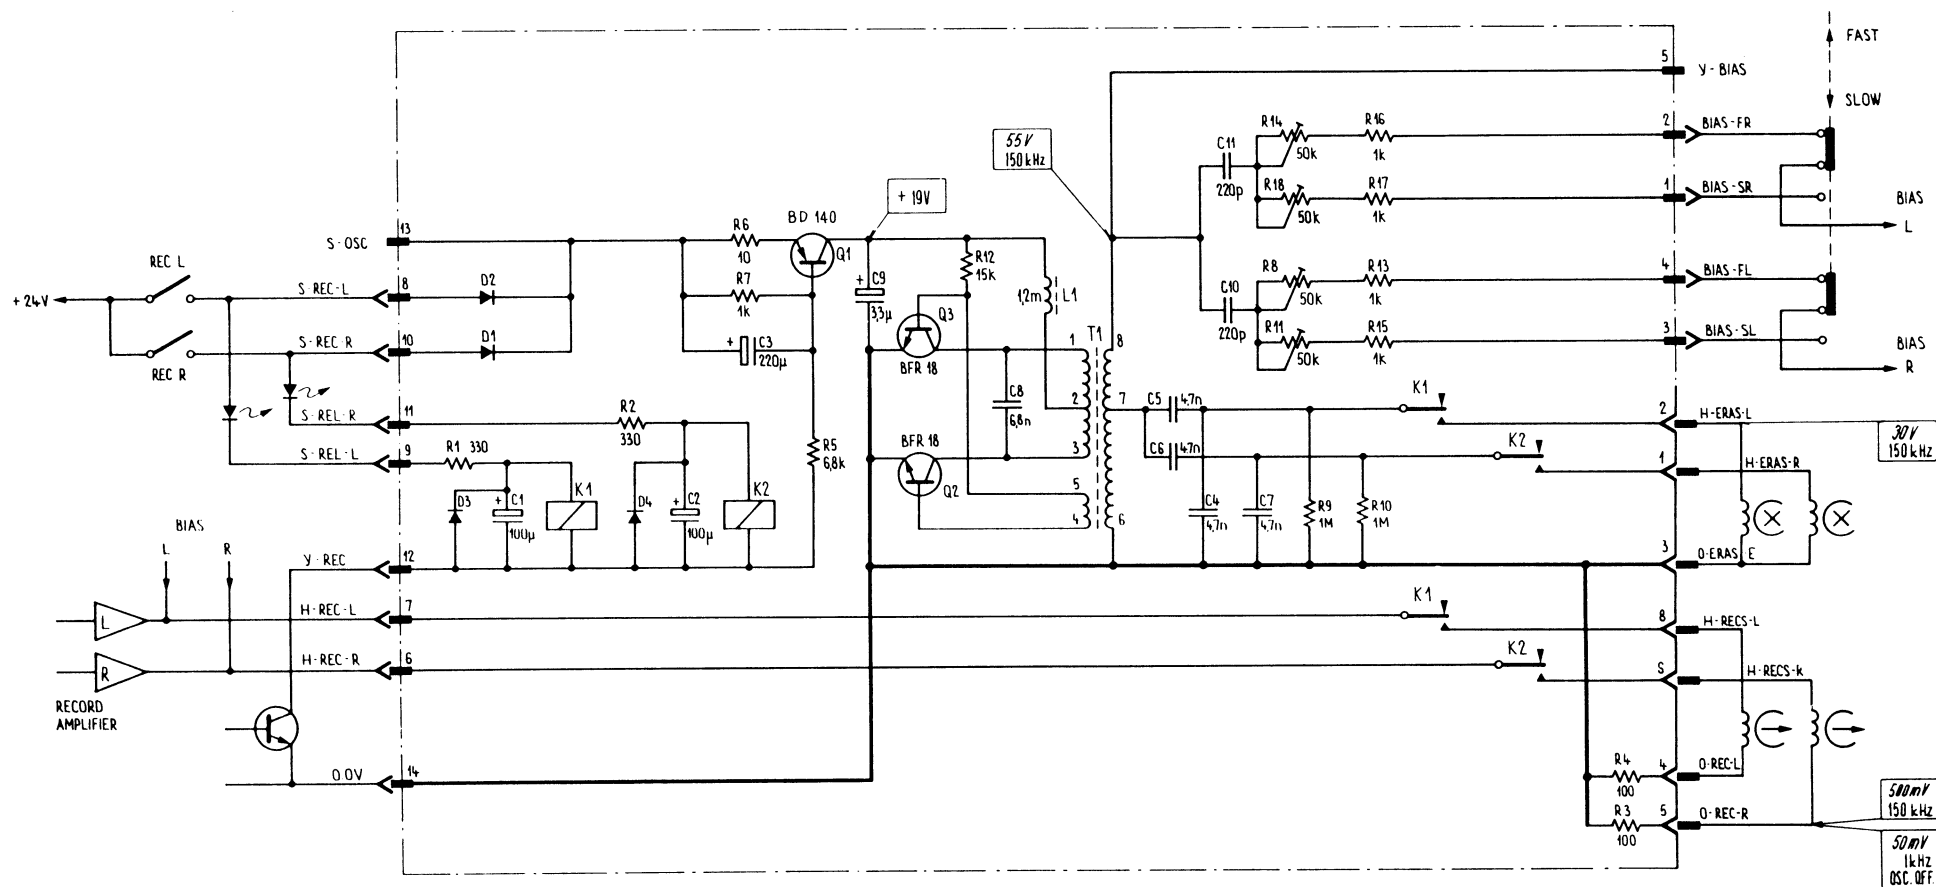 FAST
5
Y-BIAS
SLOW
55V
150kHz
C11
220p
R14
50k
R16
1k
2
BIAS-FR
R18
50k
R17
1k
1
BIAS-SR
BIAS
L
+19V
BD 140
Q1
R6
10
R7
1k
+
C3
220µ
S-OSC
13
REC L
+24V
S-REC-L
8
D2
S-REC-R
10
D1
REC R
+
C9
3,3µ
R12
15k
1,2m
L1
Q3
BFR 18
T1
1
2
3
5
4
8
7
6
C8
6,8n
BFR 18
Q2
C10
220p
R8
50k
R13
1k
4
BIAS-FL
R11
50k
R15
1k
3
BIAS-SL
BIAS
R
S-REL-R
11
R2
330
S-REL-L
9
R1 330
R5
6,8k
D3
+
C1
100µ
K1
D4
+
C2
100µ
K2
C5
4,7n
C6
4,7n
C4
4,7n
C7
4,7n
R9
1M
R10
1M
K1
K2
2
H-ERAS-L
30V
150kHz
1
H-ERAS-R
3
O-ERAS-E
BIAS
L
R
Y-REC
12
L
H-REC-L
7
R
H-REC-R
6
RECORD
AMPLIFIER
0.0V
14
K1
8
H-RECS-L
K2
S
H-RECS-k
R4
100
4
O-REC-L
R3
100
5
O-REC-R
500mV
150kHz
50mV
1kHz
OSC.OFF.